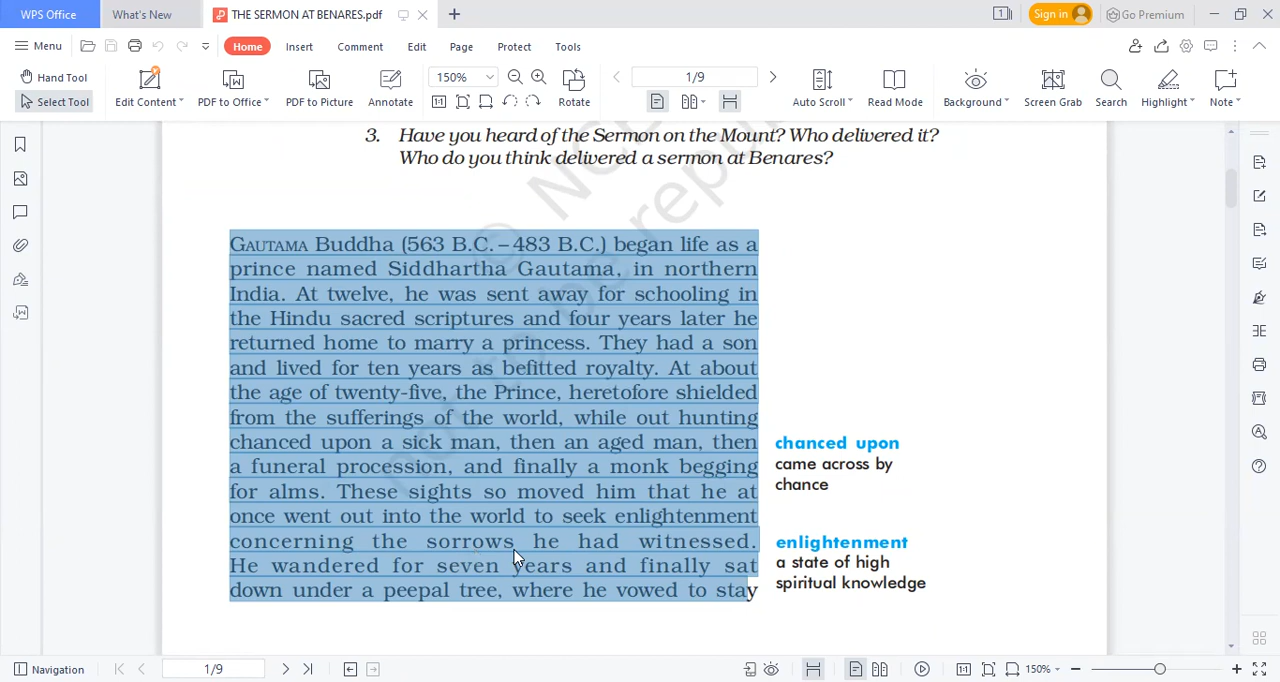 WPS Office
What's New
THE SERMON AT BENARES.pdf
Sign in
Go Premium
Menu
Home
Insert
Comment
Edit
Page
Protect
Tools
Hand Tool
Select Tool
Edit Content
PDF to Office
PDF to Picture
Annotate
150%
Rotate
1/9
Auto Scroll
Read Mode
Background
Screen Grab
Search
Highlight
Note
3. Have you heard of the Sermon on the Mount? Who delivered it?
Who do you think delivered a sermon at Benares?
GAUTAMA Buddha (563 B.C. – 483 B.C.) began life as a
prince named Siddhartha Gautama, in northern
India. At twelve, he was sent away for schooling in
the Hindu sacred scriptures and four years later he
returned home to marry a princess. They had a son
and lived for ten years as befitted royalty. At about
the age of twenty-five, the Prince, heretofore shielded
from the sufferings of the world, while out hunting
chanced upon a sick man, then an aged man, then
a funeral procession, and finally a monk begging
for alms. These sights so moved him that he at
once went out into the world to seek enlightenment
concerning the sorrows he had witnessed.
He wandered for seven years and finally sat
down under a peepal tree, where he vowed to stay
chanced upon
came across by
chance
enlightenment
a state of high
spiritual knowledge
Navigation
1/9
150%